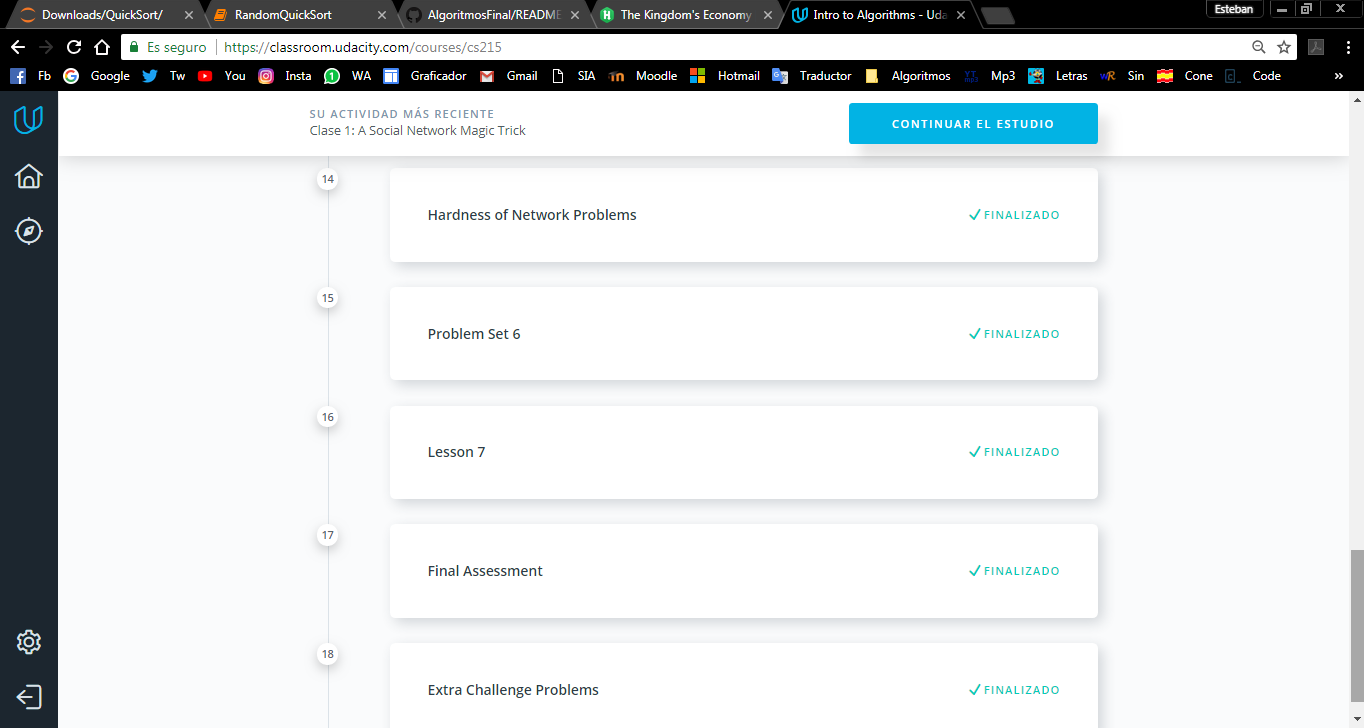 Downloads/QuickSort/
RandomQuickSort
AlgoritmosFinal/README
The Kingdom's Economy
Intro to Algorithms - Uda
Esteban
Es seguro
https://classroom.udacity.com/courses/cs215
Fb Google Tw You Insta WA Graficador Gmail SIA Moodle Hotmail Traductor Algoritmos Mp3 Letras Sin Cone Code »
SU ACTIVIDAD MÁS RECIENTE
Clase 1: A Social Network Magic Trick
CONTINUAR EL ESTUDIO
14
Hardness of Network Problems
FINALIZADO
15
Problem Set 6
FINALIZADO
16
Lesson 7
FINALIZADO
17
Final Assessment
FINALIZADO
18
Extra Challenge Problems
FINALIZADO